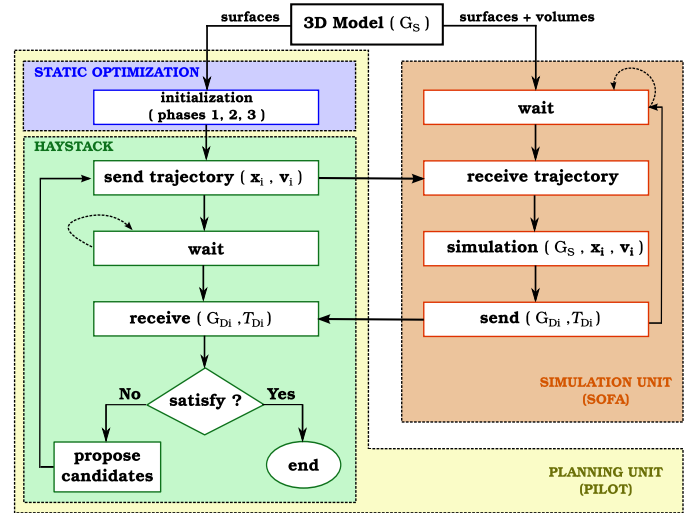 surfaces
3D Model ( G_S )
surfaces + volumes
STATIC OPTIMIZATION
initialization
( phases 1, 2, 3 )
HAYSTACK
send trajectory ( x_i , v_i )
wait
receive ( G_Di ,T_Di)
satisfy ?
No
Yes
propose
candidates
end
wait
receive trajectory
simulation ( G_S , x_i , v_i )
send ( G_Di ,T_Di)
SIMULATION UNIT
(SOFA)
PLANNING UNIT
(PILOT)